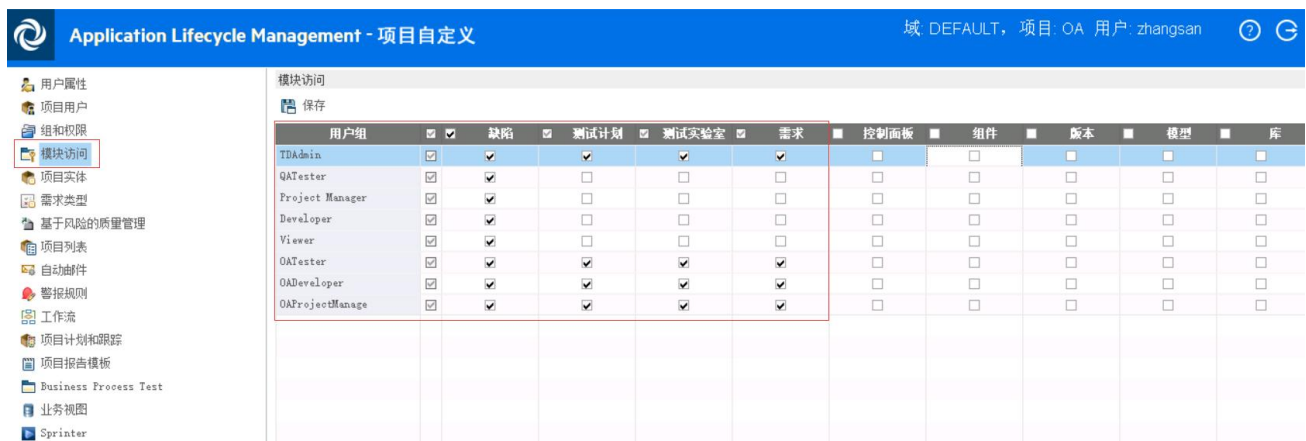 Application Lifecycle Management - 项目自定义
域: DEFAULT， 项目: OA 用户: zhangsan
用户属性
项目用户
组和权限
模块访问
项目实体
需求类型
基于风险的质量管理
项目列表
自动邮件
警报规则
工作流
项目计划和跟踪
项目报告模板
Business Process Test
业务视图
Sprinter
模块访问
保存
用户组 缺陷 测试计划 测试实验室 需求 控制面板 组件 版本 模型 库
TDAdmin
QATester
Project Manager
Developer
Viewer
OATester
OADeveloper
OAProjectManage